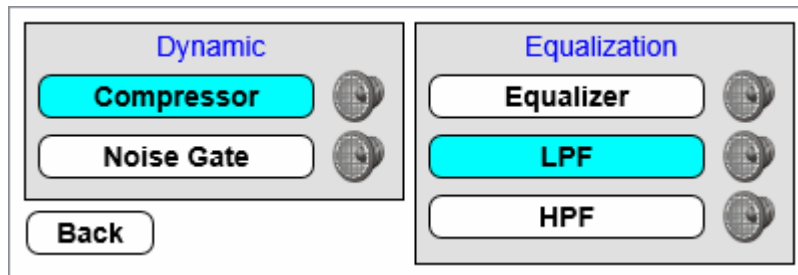 Dynamic
Compressor
Noise Gate
Back
Equalization
Equalizer
LPF
HPF